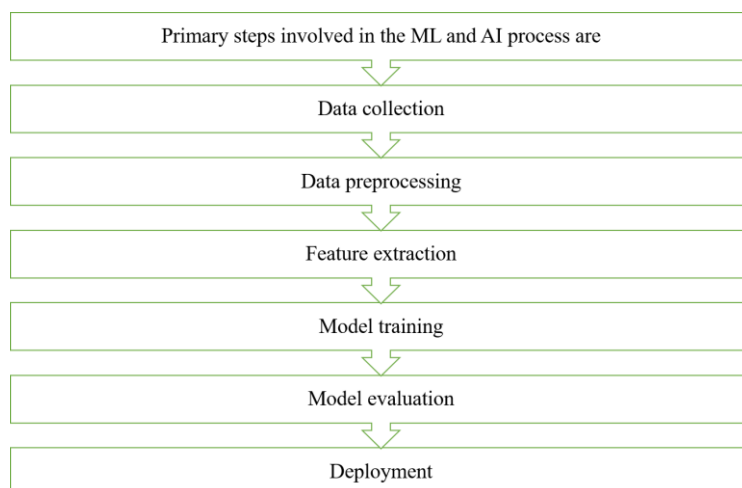 Primary steps involved in the ML and AI process are
Data collection
Data preprocessing
Feature extraction
Model training
Model evaluation
Deployment